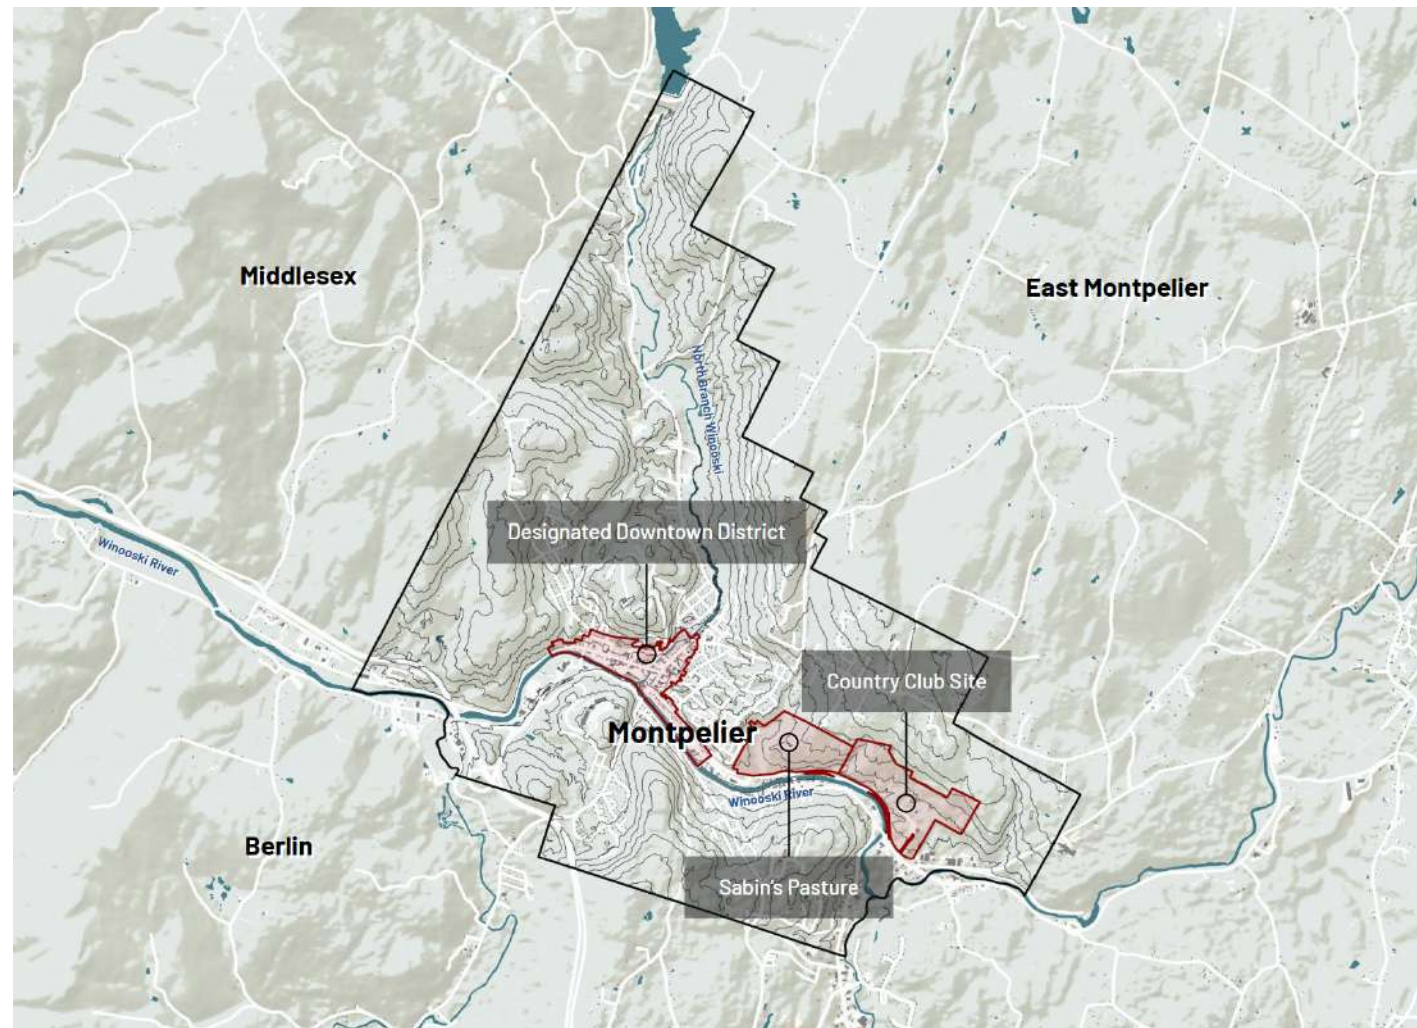 Middlesex
East Montpelier
North Branch Winooski
Designated Downtown District
Winooski River
Country Club Site
Montpelier
Winooski River
Berlin
Sabin's Pasture